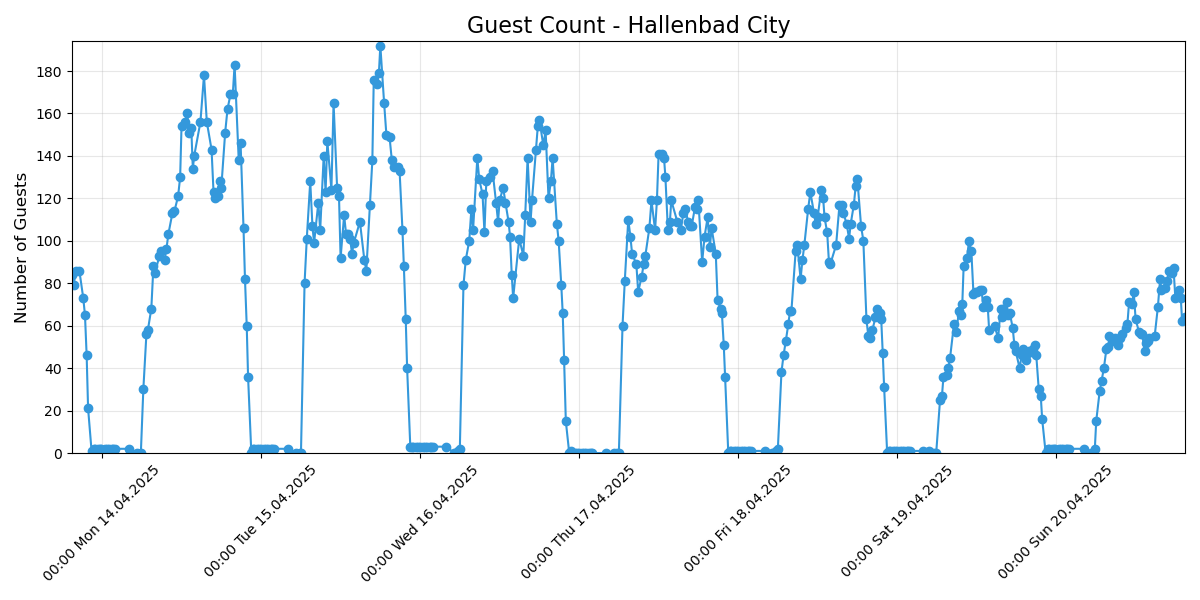 Guest Count - Hallenbad City
Number of Guests
180
160
140
120
100
80
60
40
20
0
00:00 Mon 14.04.2025
00:00 Tue 15.04.2025
00:00 Wed 16.04.2025
00:00 Thu 17.04.2025
00:00 Fri 18.04.2025
00:00 Sat 19.04.2025
00:00 Sun 20.04.2025